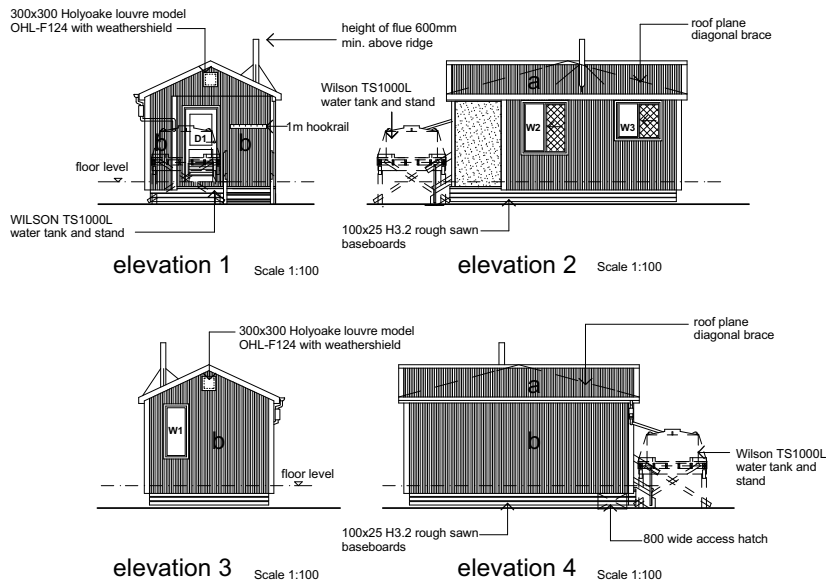 300x300 Holyoake louvre model
OHL-F124 with weathershield
height of flue 600mm
min. above ridge
b
D1
b
1m hookrail
floor level
WILSON TS1000L
water tank and stand
elevation 1
Scale 1:100
roof plane
diagonal brace
a
Wilson TS1000L
water tank and stand
W2
W3
100x25 H3.2 rough sawn
baseboards
elevation 2
Scale 1:100
300x300 Holyoake louvre model
OHL-F124 with weathershield
W1
b
floor level
elevation 3
Scale 1:100
roof plane
diagonal brace
a
b
Wilson TS1000L
water tank and
stand
100x25 H3.2 rough sawn
baseboards
800 wide access hatch
elevation 4
Scale 1:100